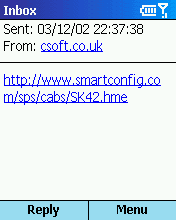 Inbox
Sent: 03/12/02 22:37:38
From: csoft.co.uk
http://www.smartconfig.co
m/sps/cabs/SK42.hme
Reply Menu